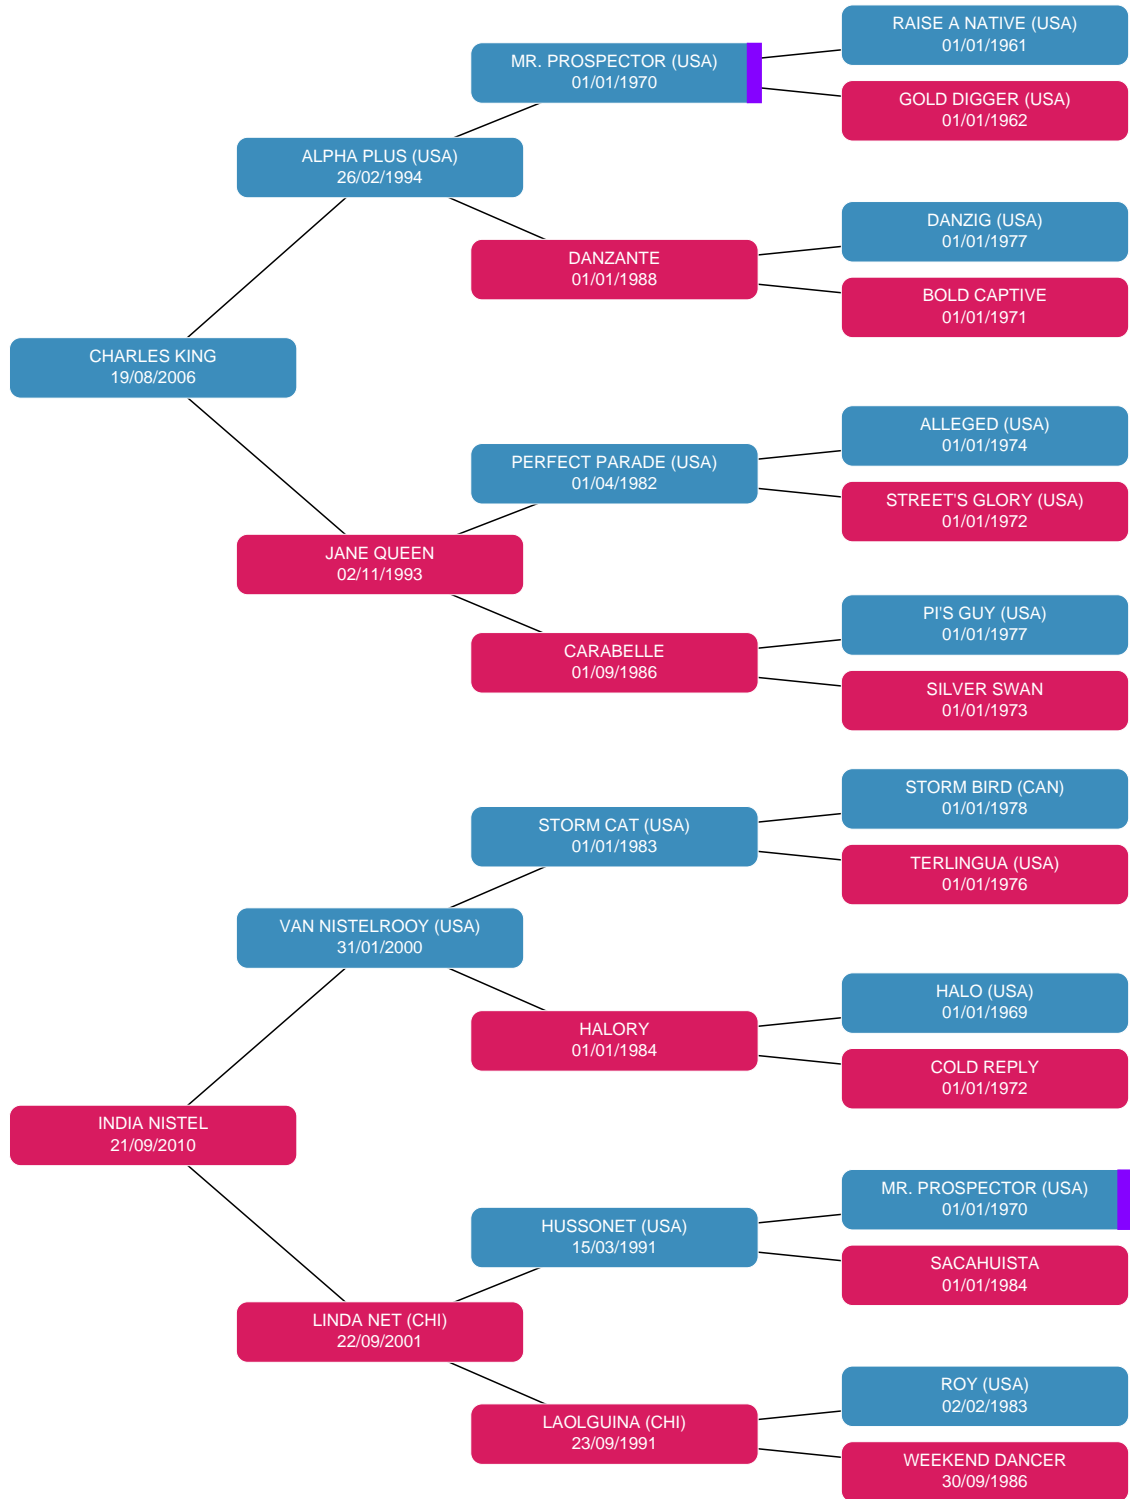 RAISE A NATIVE (USA)
01/01/1961
MR. PROSPECTOR (USA)
01/01/1970
GOLD DIGGER (USA)
01/01/1962
ALPHA PLUS (USA)
26/02/1994
DANZIG (USA)
01/01/1977
DANZANTE
01/01/1988
BOLD CAPTIVE
01/01/1971
CHARLES KING
19/08/2006
ALLEGED (USA)
01/01/1974
PERFECT PARADE (USA)
01/04/1982
STREET'S GLORY (USA)
01/01/1972
JANE QUEEN
02/11/1993
PI'S GUY (USA)
01/01/1977
CARABELLE
01/09/1986
SILVER SWAN
01/01/1973
STORM BIRD (CAN)
01/01/1978
STORM CAT (USA)
01/01/1983
TERLINGUA (USA)
01/01/1976
VAN NISTELROOY (USA)
31/01/2000
HALO (USA)
01/01/1969
HALORY
01/01/1984
COLD REPLY
01/01/1972
INDIA NISTEL
21/09/2010
MR. PROSPECTOR (USA)
01/01/1970
HUSSONET (USA)
15/03/1991
SACAHUISTA
01/01/1984
LINDA NET (CHI)
22/09/2001
ROY (USA)
02/02/1983
LAOLGUINA (CHI)
23/09/1991
WEEKEND DANCER
30/09/1986